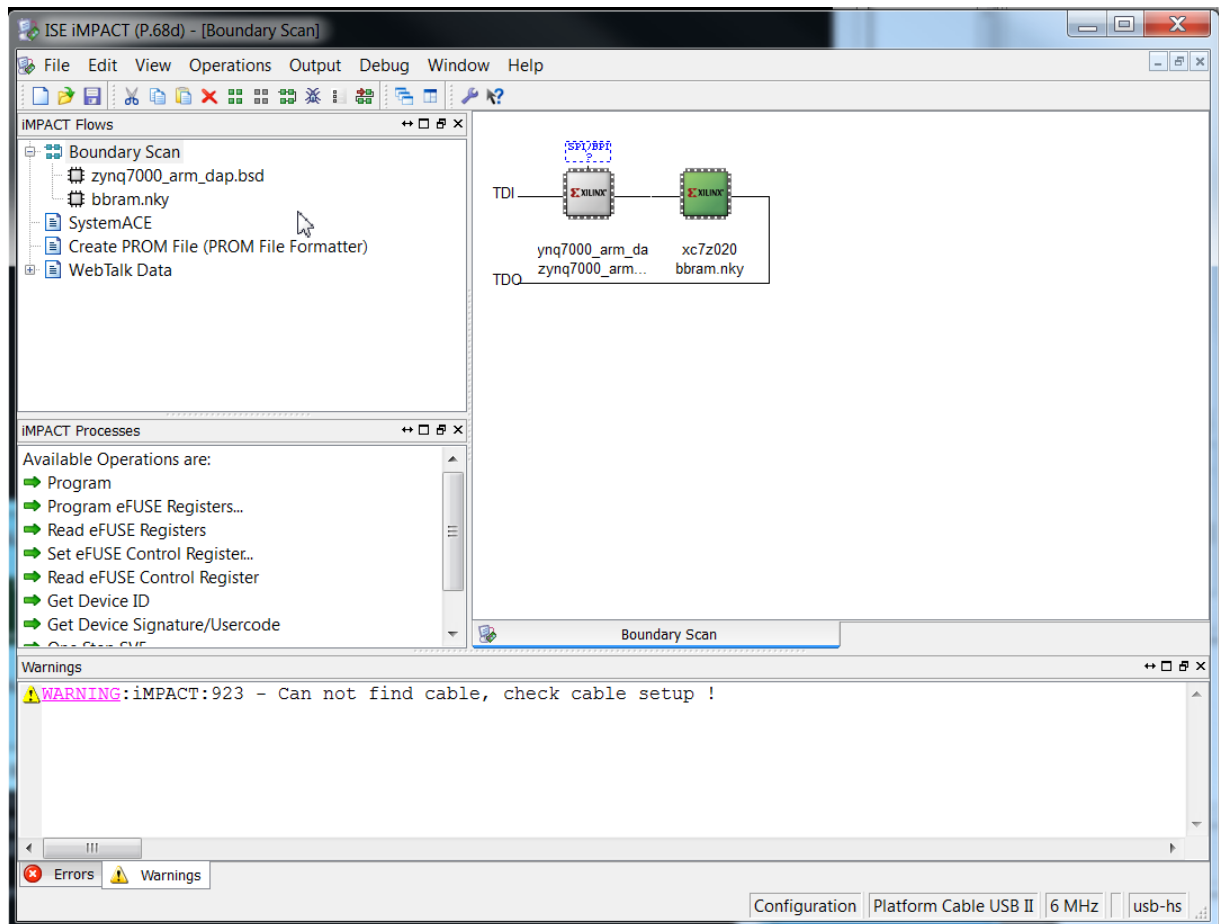 ISE iMPACT (P.68d) - [Boundary Scan]
File Edit View Operations Output Debug Window Help
iMPACT Flows
Boundary Scan
zynq7000_arm_dap.bsd
bbram.nky
SystemACE
Create PROM File (PROM File Formatter)
WebTalk Data
SPI/BPI
?
TDI
XILINX XILINX
ynq7000_arm_da xc7z020
zynq7000_arm... bbram.nky
TDO
iMPACT Processes
Available Operations are:
Program
Program eFUSE Registers...
Read eFUSE Registers
Set eFUSE Control Register...
Read eFUSE Control Register
Get Device ID
Get Device Signature/Usercode
One Step SVF
Boundary Scan
Warnings
WARNING:iMPACT:923 - Can not find cable, check cable setup !
Errors Warnings
Configuration Platform Cable USB II 6 MHz usb-hs